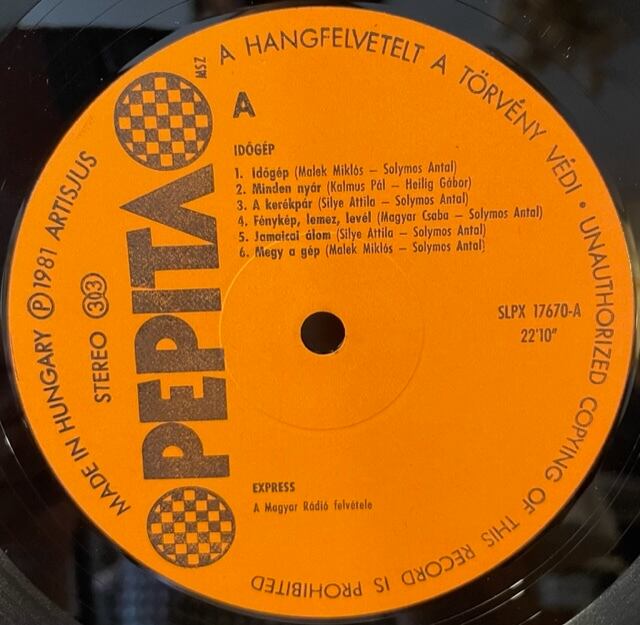 A HANGFELVETELT A TÖRVÉNY VÉDI • UNAUTHORIZED COPYING OF THIS RECORD IS PROHIBITED
MSZ
A
IDŐGÉP
1. Időgép (Malek Miklós – Solymos Antal)
2. Minden nyár (Kalmus Pál – Heilig Gábor)
3. A kerékpár (Silye Attila – Solymos Antal)
4. Fénykép, lemez, levél (Magyar Csaba – Solymos Antal)
5. Jamaicai álom (Silye Attila – Solymos Antal)
6. Megy a gép (Malek Miklós – Solymos Antal)
SLPX 17670-A
22'10"
PEPITA
STEREO 33
MADE IN HUNGARY Ⓟ 1981 ARTISJUS
EXPRESS
A Magyar Rádió felvétele